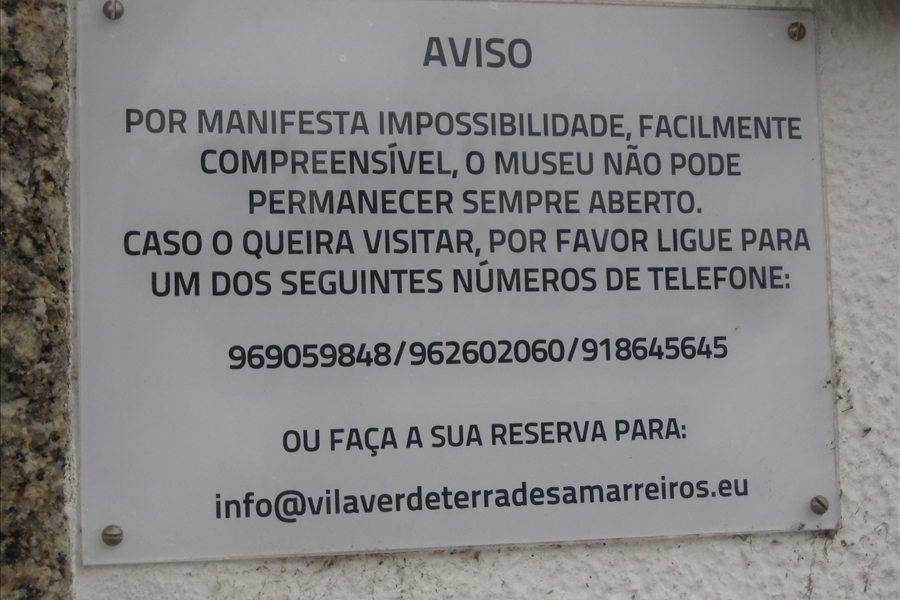 AVISO
POR MANIFESTA IMPOSSIBILIDADE, FACILMENTE
COMPREENSÍVEL, O MUSEU NÃO PODE
PERMANECER SEMPRE ABERTO.
CASO O QUEIRA VISITAR, POR FAVOR LIGUE PARA
UM DOS SEGUINTES NÚMEROS DE TELEFONE:
969059848/962602060/918645645
OU FAÇA A SUA RESERVA PARA:
info@vilaverdeterradesamarreiros.eu